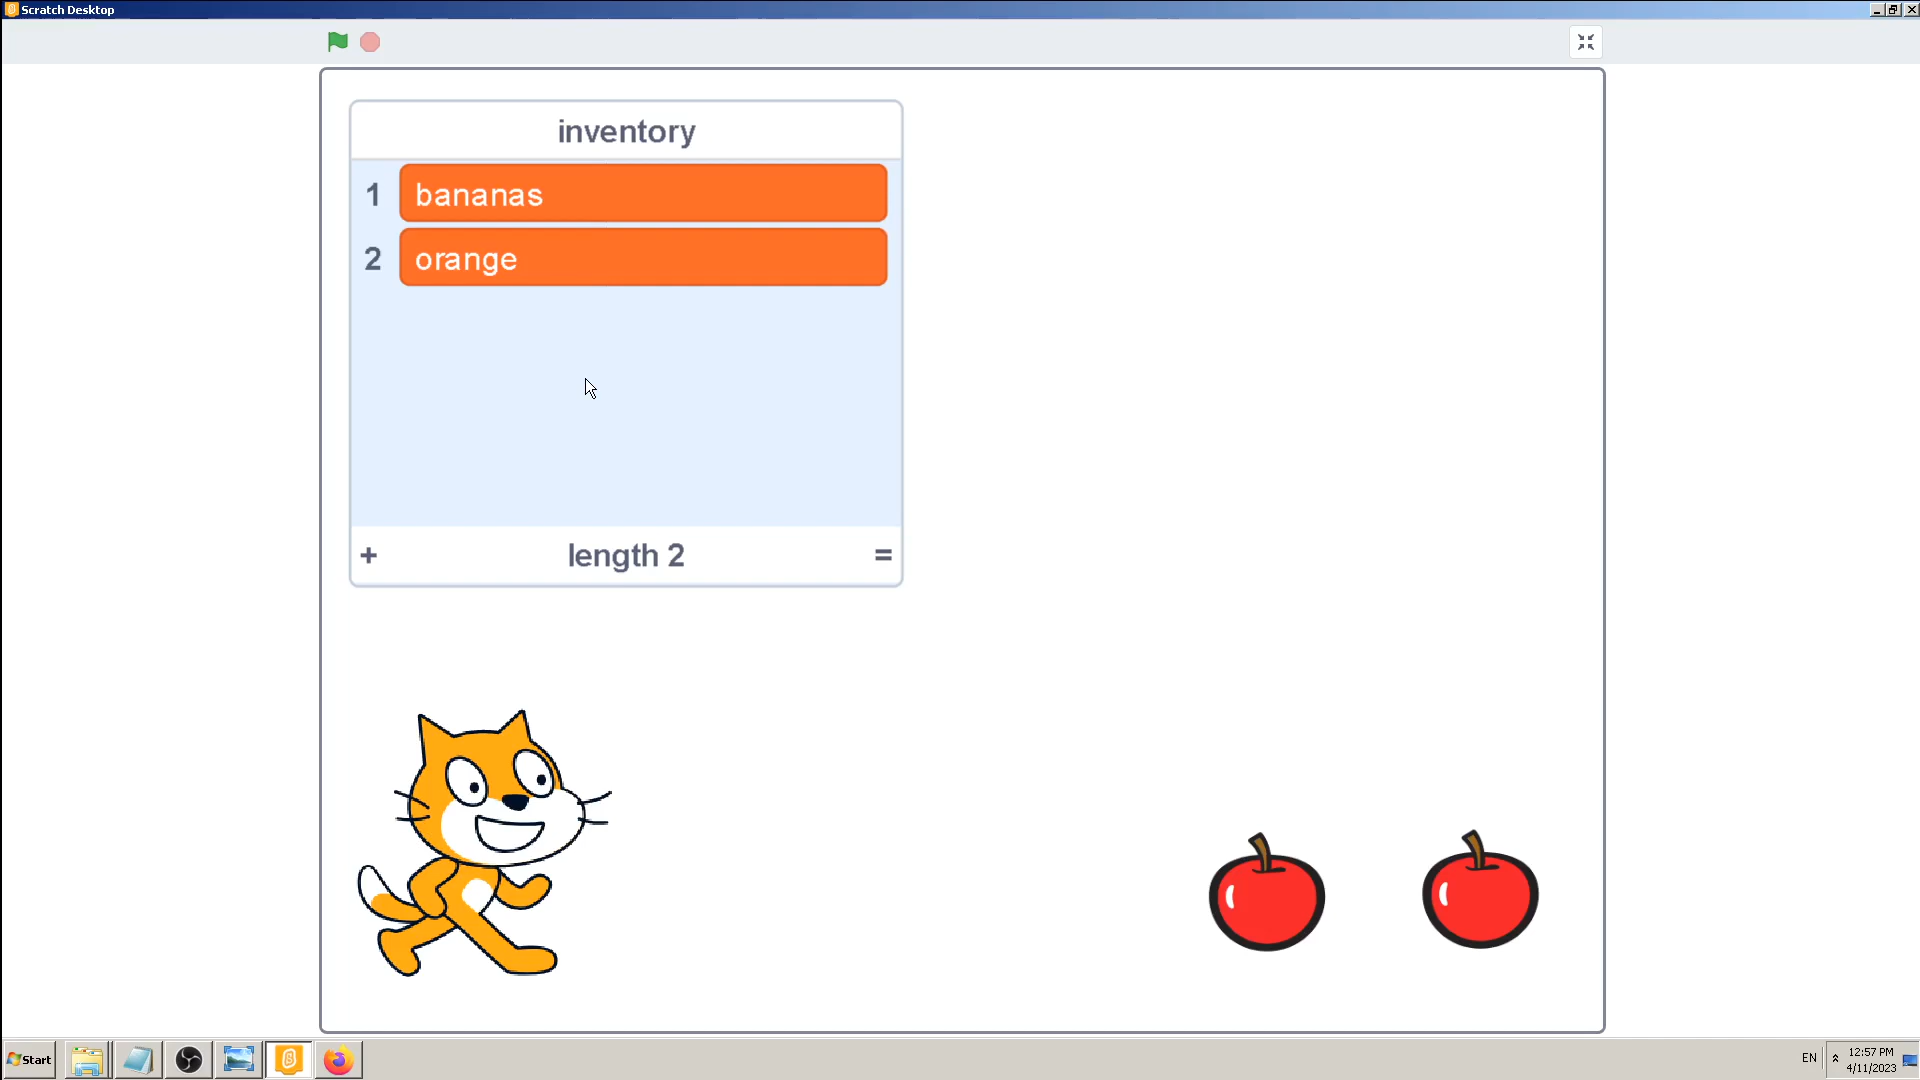 Scratch Desktop
inventory
1 bananas
2 orange
+ length 2 =
Start
EN
12:57 PM
4/11/2023